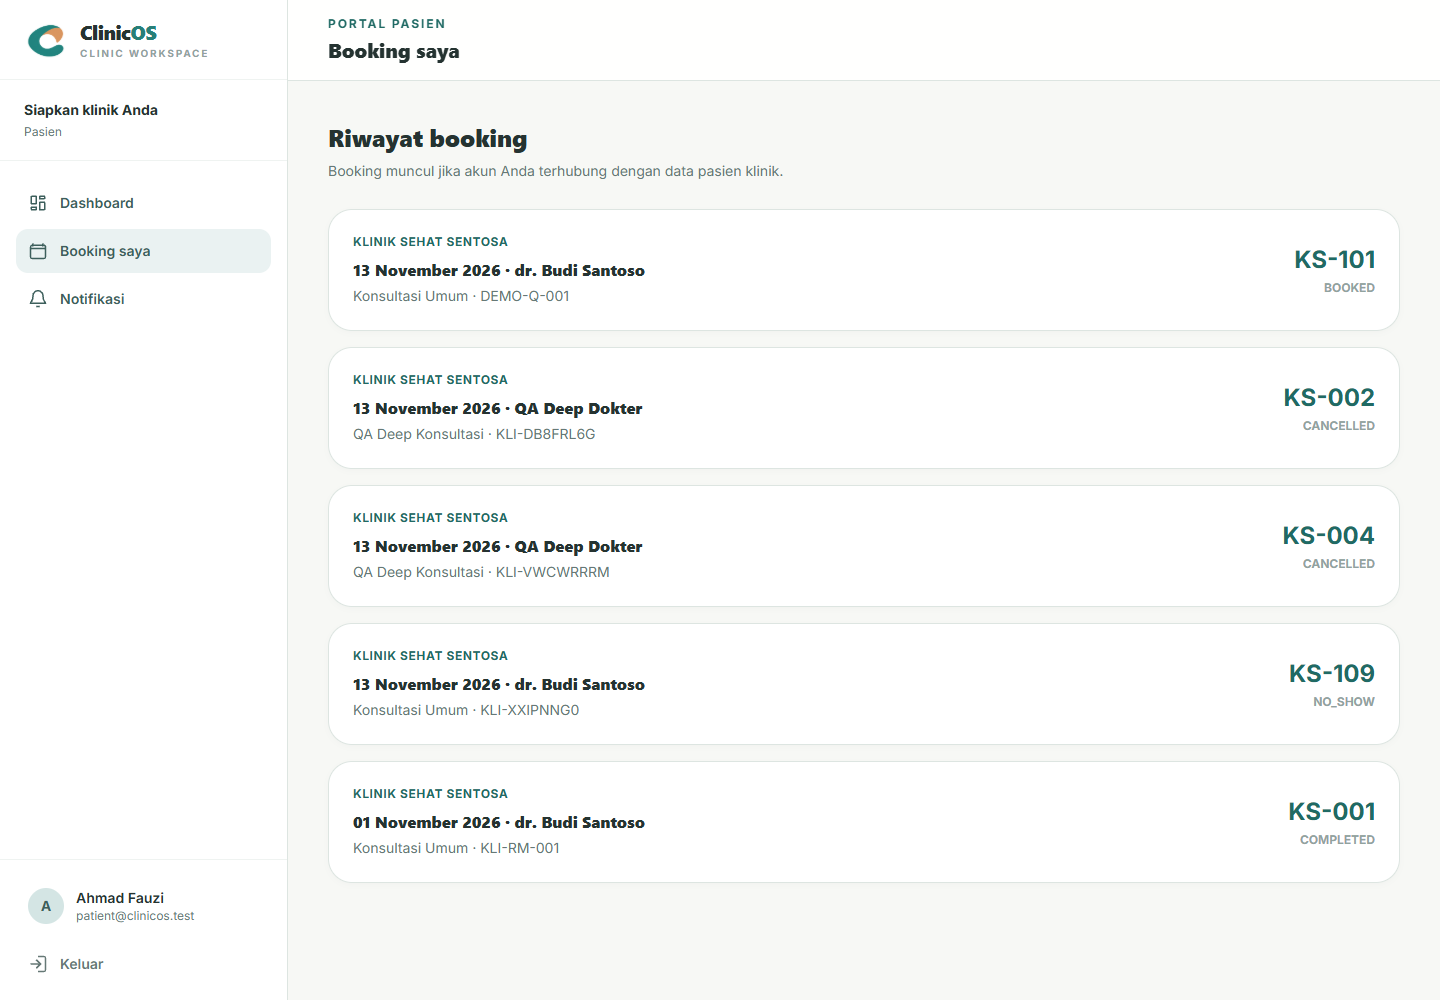 ClinicOS
CLINIC WORKSPACE
Siapkan klinik Anda
Pasien
Dashboard
Booking saya
Notifikasi
A
Ahmad Fauzi
patient@clinicos.test
Keluar
PORTAL PASIEN
Booking saya
Riwayat booking
Booking muncul jika akun Anda terhubung dengan data pasien klinik.
KLINIK SEHAT SENTOSA
13 November 2026 · dr. Budi Santoso
Konsultasi Umum · DEMO-Q-001
KS-101
BOOKED
KLINIK SEHAT SENTOSA
13 November 2026 · QA Deep Dokter
QA Deep Konsultasi · KLI-DB8FRL6G
KS-002
CANCELLED
KLINIK SEHAT SENTOSA
13 November 2026 · QA Deep Dokter
QA Deep Konsultasi · KLI-VWCWRRRM
KS-004
CANCELLED
KLINIK SEHAT SENTOSA
13 November 2026 · dr. Budi Santoso
Konsultasi Umum · KLI-XXIPNNG0
KS-109
NO_SHOW
KLINIK SEHAT SENTOSA
01 November 2026 · dr. Budi Santoso
Konsultasi Umum · KLI-RM-001
KS-001
COMPLETED